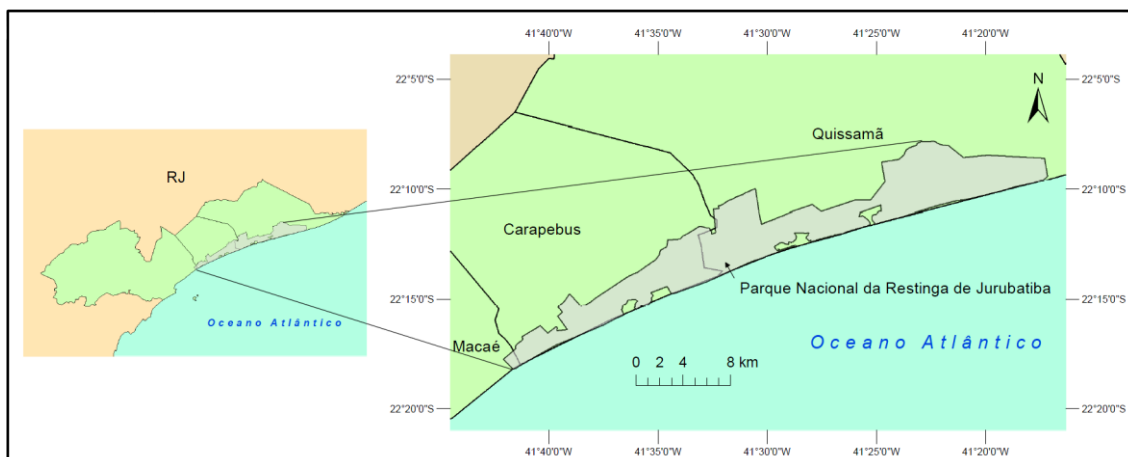 RJ
Oceano Atlântico
41°40'0"W 41°35'0"W 41°30'0"W 41°25'0"W 41°20'0"W
22°5'0"S 22°5'0"S
N
Quissamã
22°10'0"S 22°10'0"S
Carapebus
Parque Nacional da Restinga de Jurubatiba
22°15'0"S 22°15'0"S
Macaé
Oceano Atlântico
0 2 4 8 km
22°20'0"S 22°20'0"S
41°40'0"W 41°35'0"W 41°30'0"W 41°25'0"W 41°20'0"W